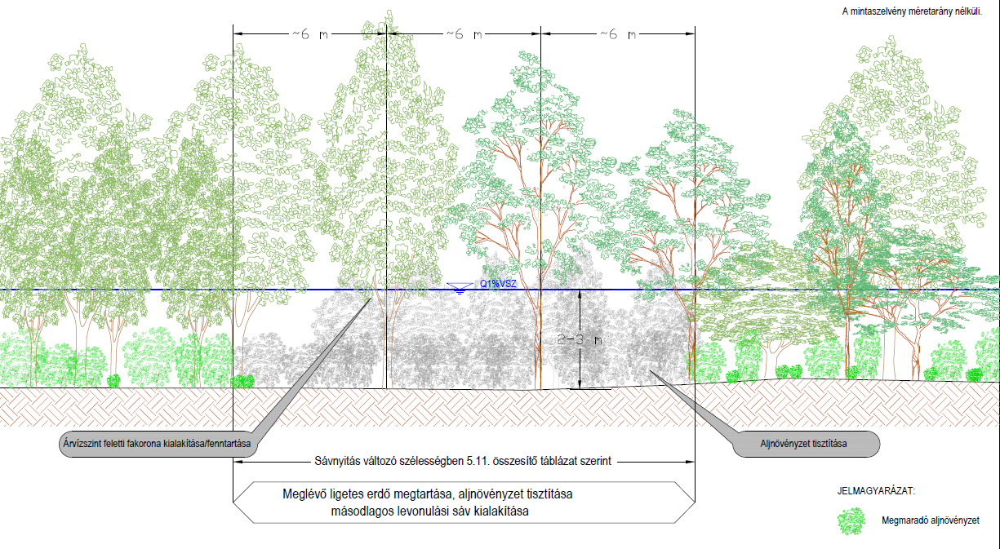 A mintaszelvény méretarány nélküli.
~6 m ~6 m ~6 m
Q1%VSZ
2-3 m
Árvízszint feletti fakorona kialakítása/fenntartása
Aljnövényzet tisztítása
Sávnyitás változó szélességben 5.11. összesítő táblázat szerint
Meglévő ligetes erdő megtartása, aljnövényzet tisztítása
másodlagos levonulási sáv kialakítása
JELMAGYARÁZAT:
Megmaradó aljnövényzet